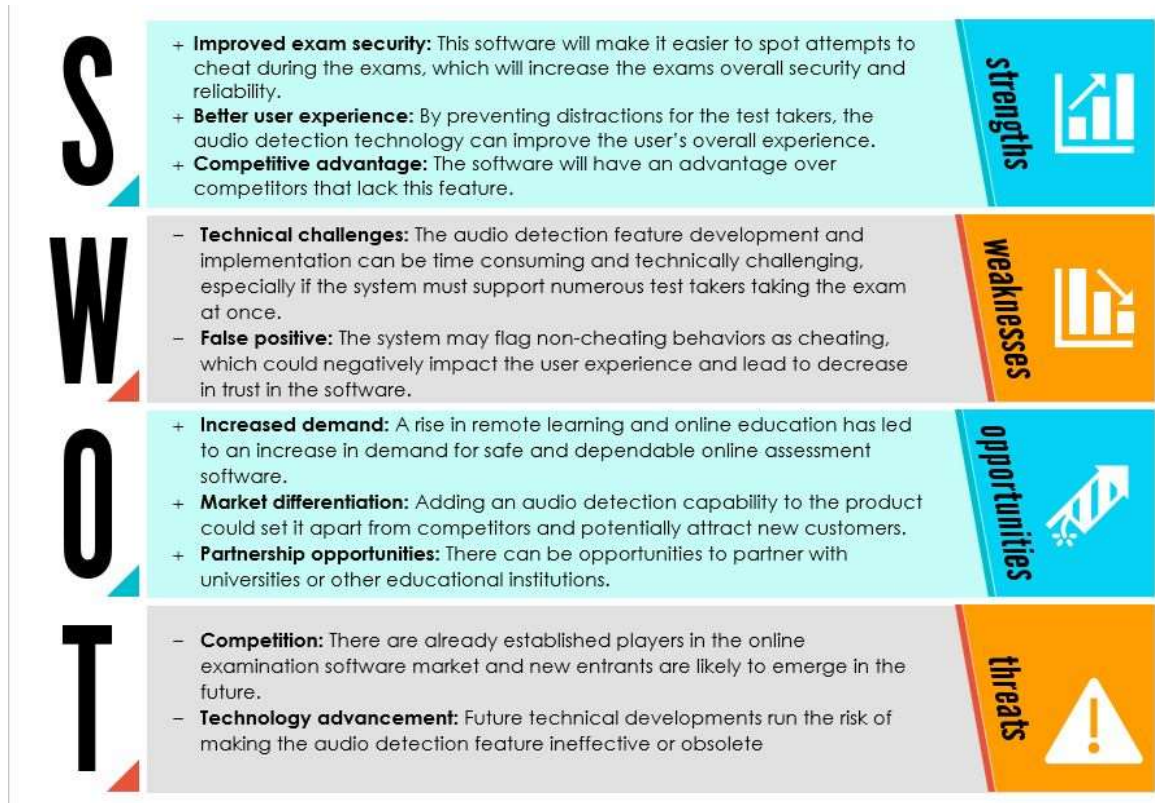 S
+ Improved exam security: This software will make it easier to spot attempts to
cheat during the exams, which will increase the exams overall security and
reliability.
+ Better user experience: By preventing distractions for the test takers, the
audio detection technology can improve the user's overall experience.
+ Competitive advantage: The software will have an advantage over
competitors that lack this feature.
strengths
W
– Technical challenges: The audio detection feature development and
implementation can be time consuming and technically challenging,
especially if the system must support numerous test takers taking the exam
at once.
– False positive: The system may flag non-cheating behaviors as cheating,
which could negatively impact the user experience and lead to decrease
in trust in the software.
weaknesses
O
+ Increased demand: A rise in remote learning and online education has led
to an increase in demand for safe and dependable online assessment
software.
+ Market differentiation: Adding an audio detection capability to the product
could set it apart from competitors and potentially attract new customers.
+ Partnership opportunities: There can be opportunities to partner with
universities or other educational institutions.
opportunities
T
– Competition: There are already established players in the online
examination software market and new entrants are likely to emerge in the
future.
– Technology advancement: Future technical developments run the risk of
making the audio detection feature ineffective or obsolete
threats